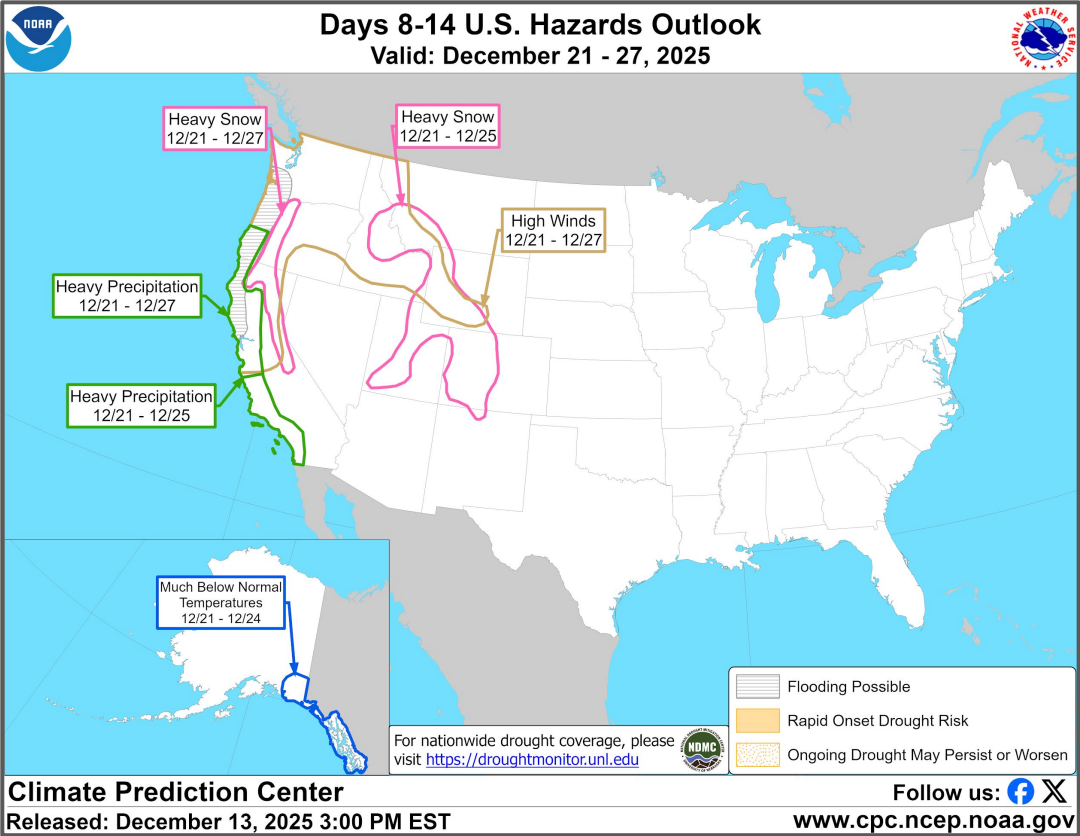 NOAA
Days 8-14 U.S. Hazards Outlook
Valid: December 21 - 27, 2025
NATIONAL WEATHER SERVICE
Heavy Snow
12/21 - 12/27
Heavy Snow
12/21 - 12/25
High Winds
12/21 - 12/27
Heavy Precipitation
12/21 - 12/27
Heavy Precipitation
12/21 - 12/25
Much Below Normal
Temperatures
12/21 - 12/24
Flooding Possible
Rapid Onset Drought Risk
Ongoing Drought May Persist or Worsen
For nationwide drought coverage, please
visit https://droughtmonitor.unl.edu
NDMC
Climate Prediction Center
Follow us:
Released: December 13, 2025 3:00 PM EST
www.cpc.ncep.noaa.gov